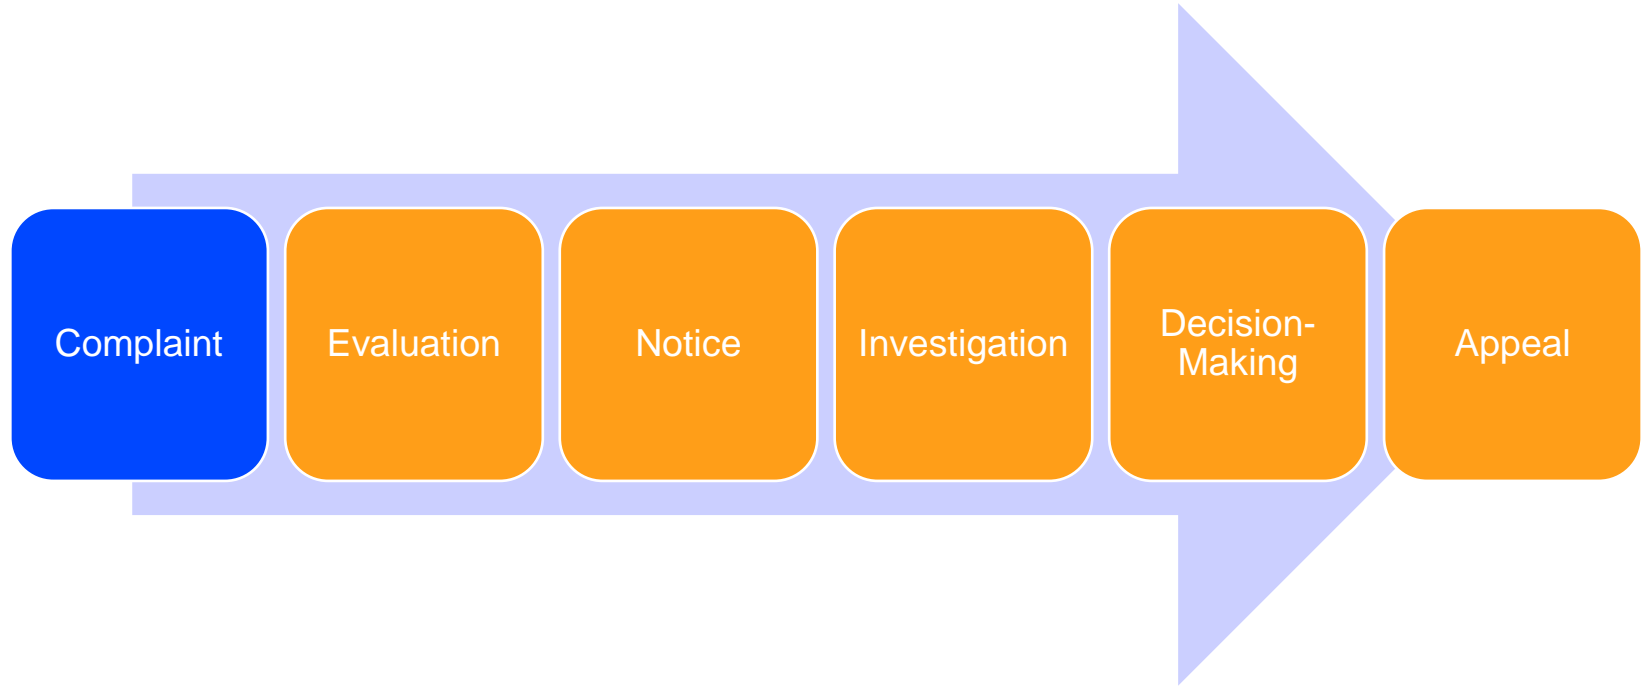 Complaint
Evaluation
Notice
Investigation
Decision-
Making
Appeal